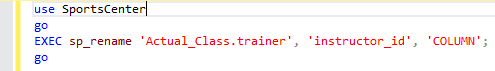 use SportsCenter
go
EXEC sp_rename 'Actual_Class.trainer', 'instructor_id', 'COLUMN';
go